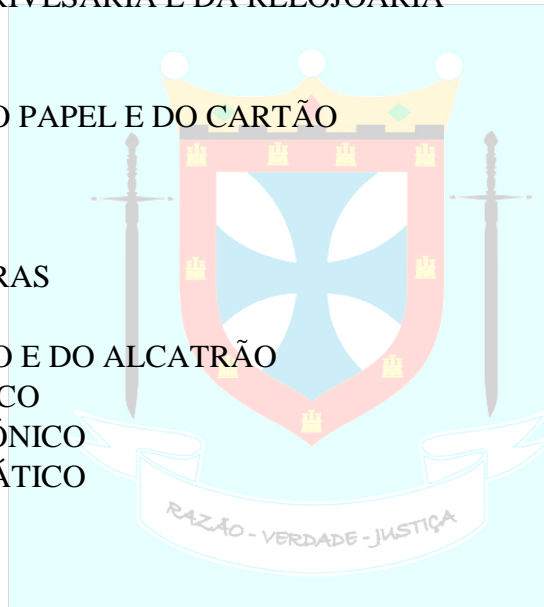 RIVESARIA E DA RELOJOARIA
O PAPEL E DO CARTÃO
RAS
O E DO ALCATRÃO
CO
ÓNICO
ÁTICO
RAZÃO - VERDADE - JUSTIÇA